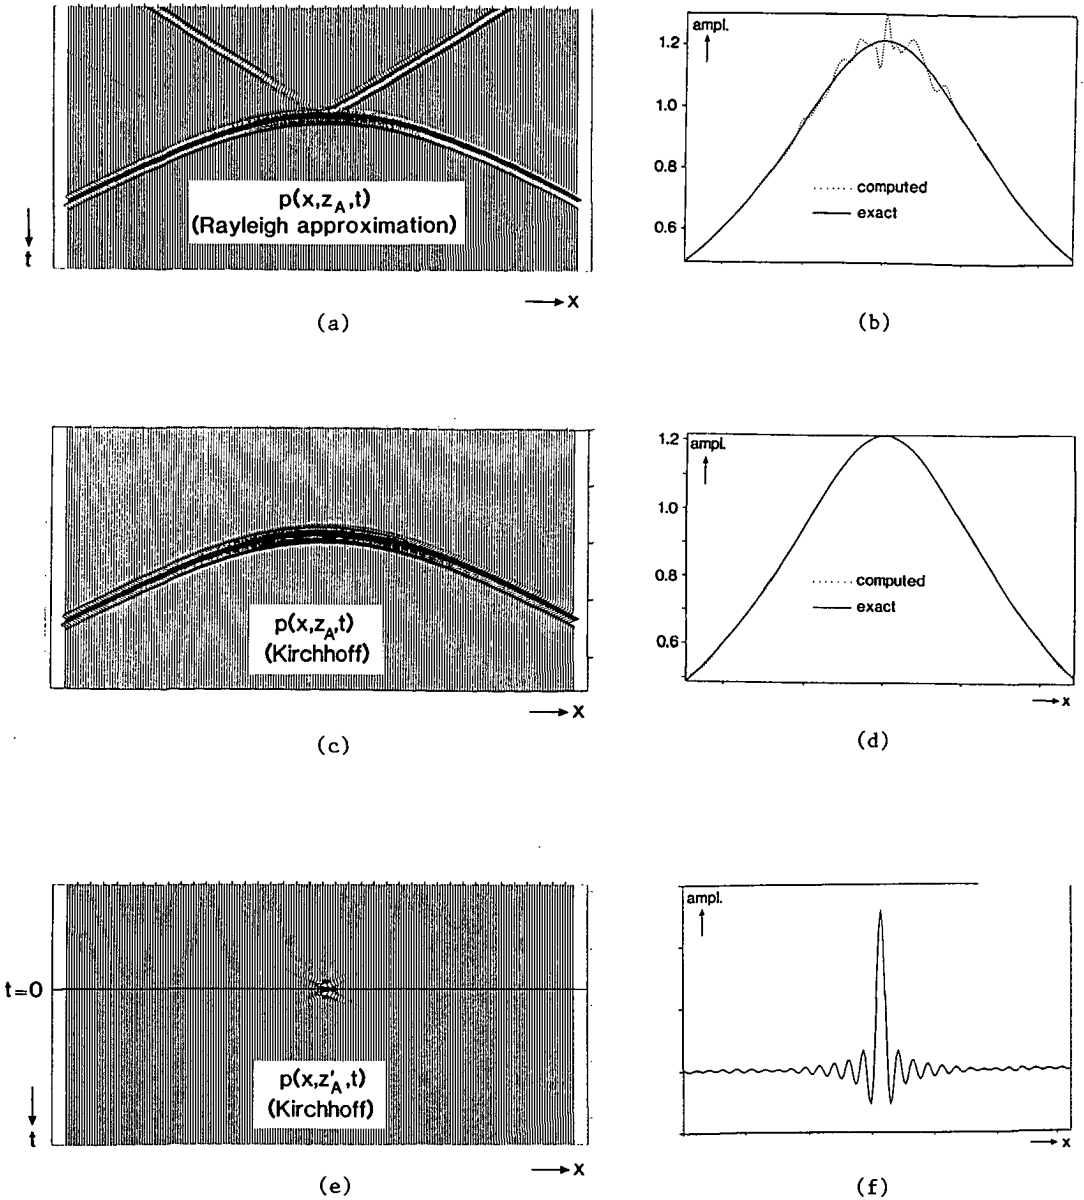 p(x,z_A,t)
(Rayleigh approximation)
t
x
(a)
ampl.
1.2
1.0
0.8
0.6
computed
exact
(b)
p(x,z_A,t)
(Kirchhoff)
x
(c)
ampl.
1.2
1.0
0.8
0.6
computed
exact
x
(d)
t=0
p(x,z'_A,t)
(Kirchhoff)
t
x
(e)
ampl.
x
(f)